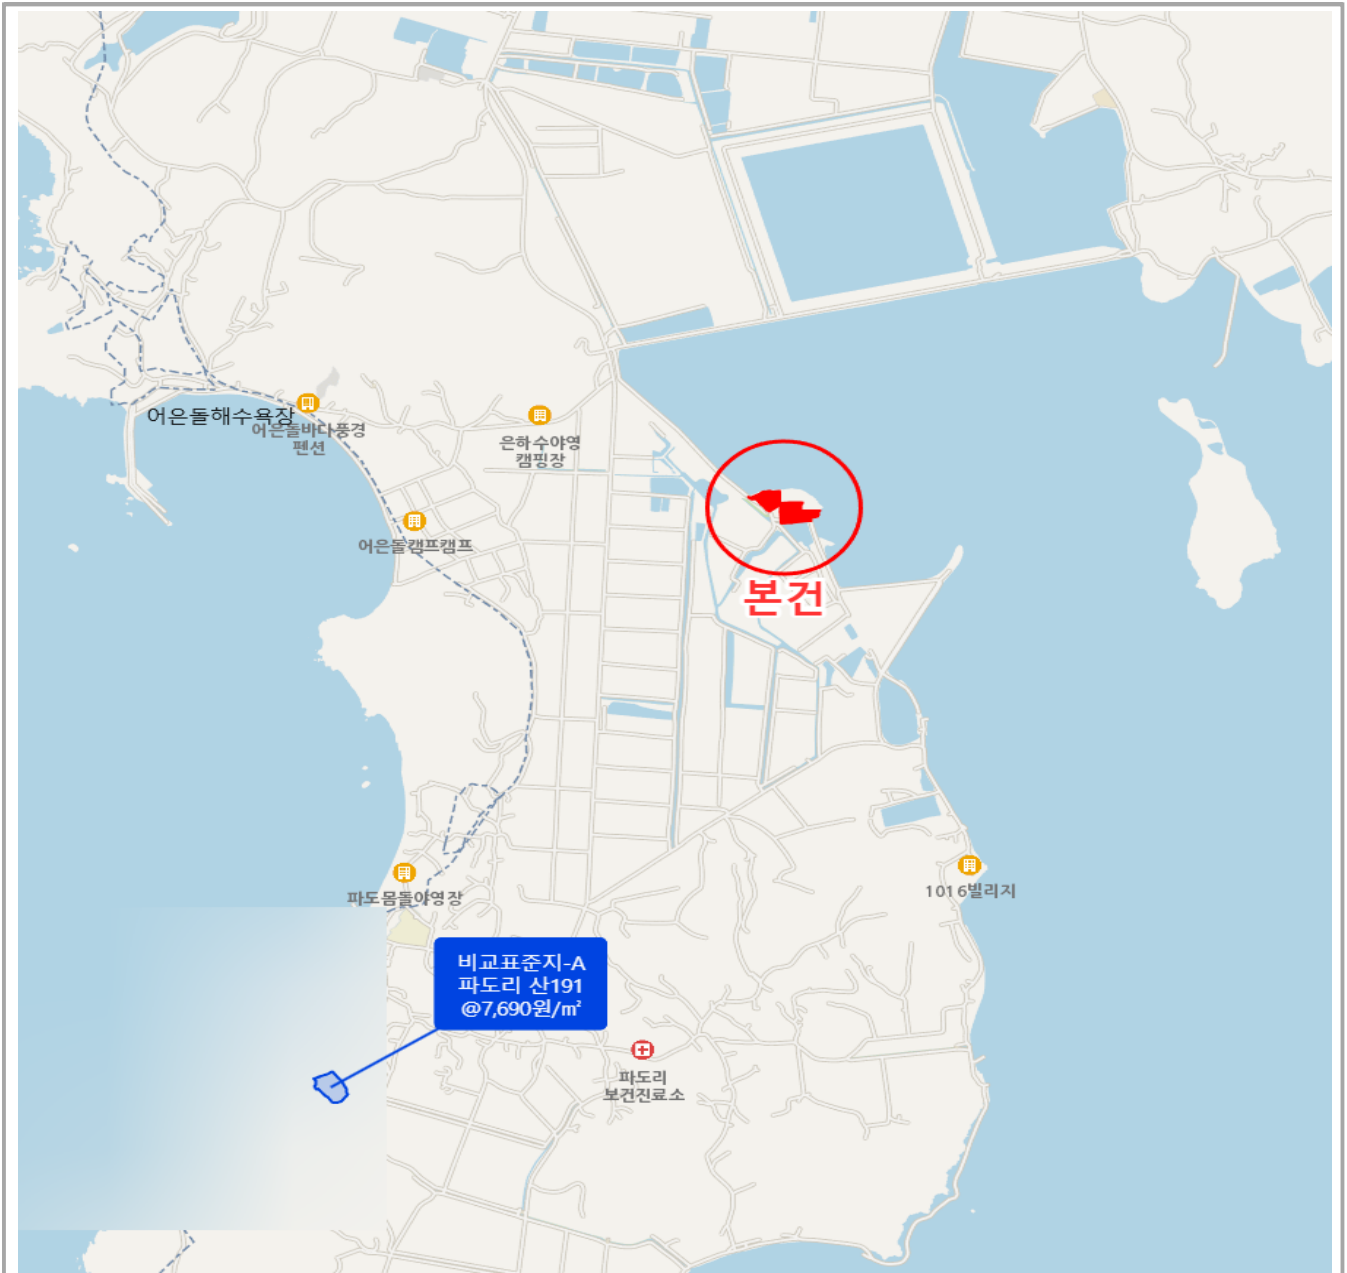 어은돌해수욕장
어은돌바다풍경
펜션
은하수야영
캠핑장
어은돌캠프캠프
본건
파도몸돌야영장
1016빌리지
비교표준지-A
파도리 산191
@7,690원/㎡
파도리
보건진료소